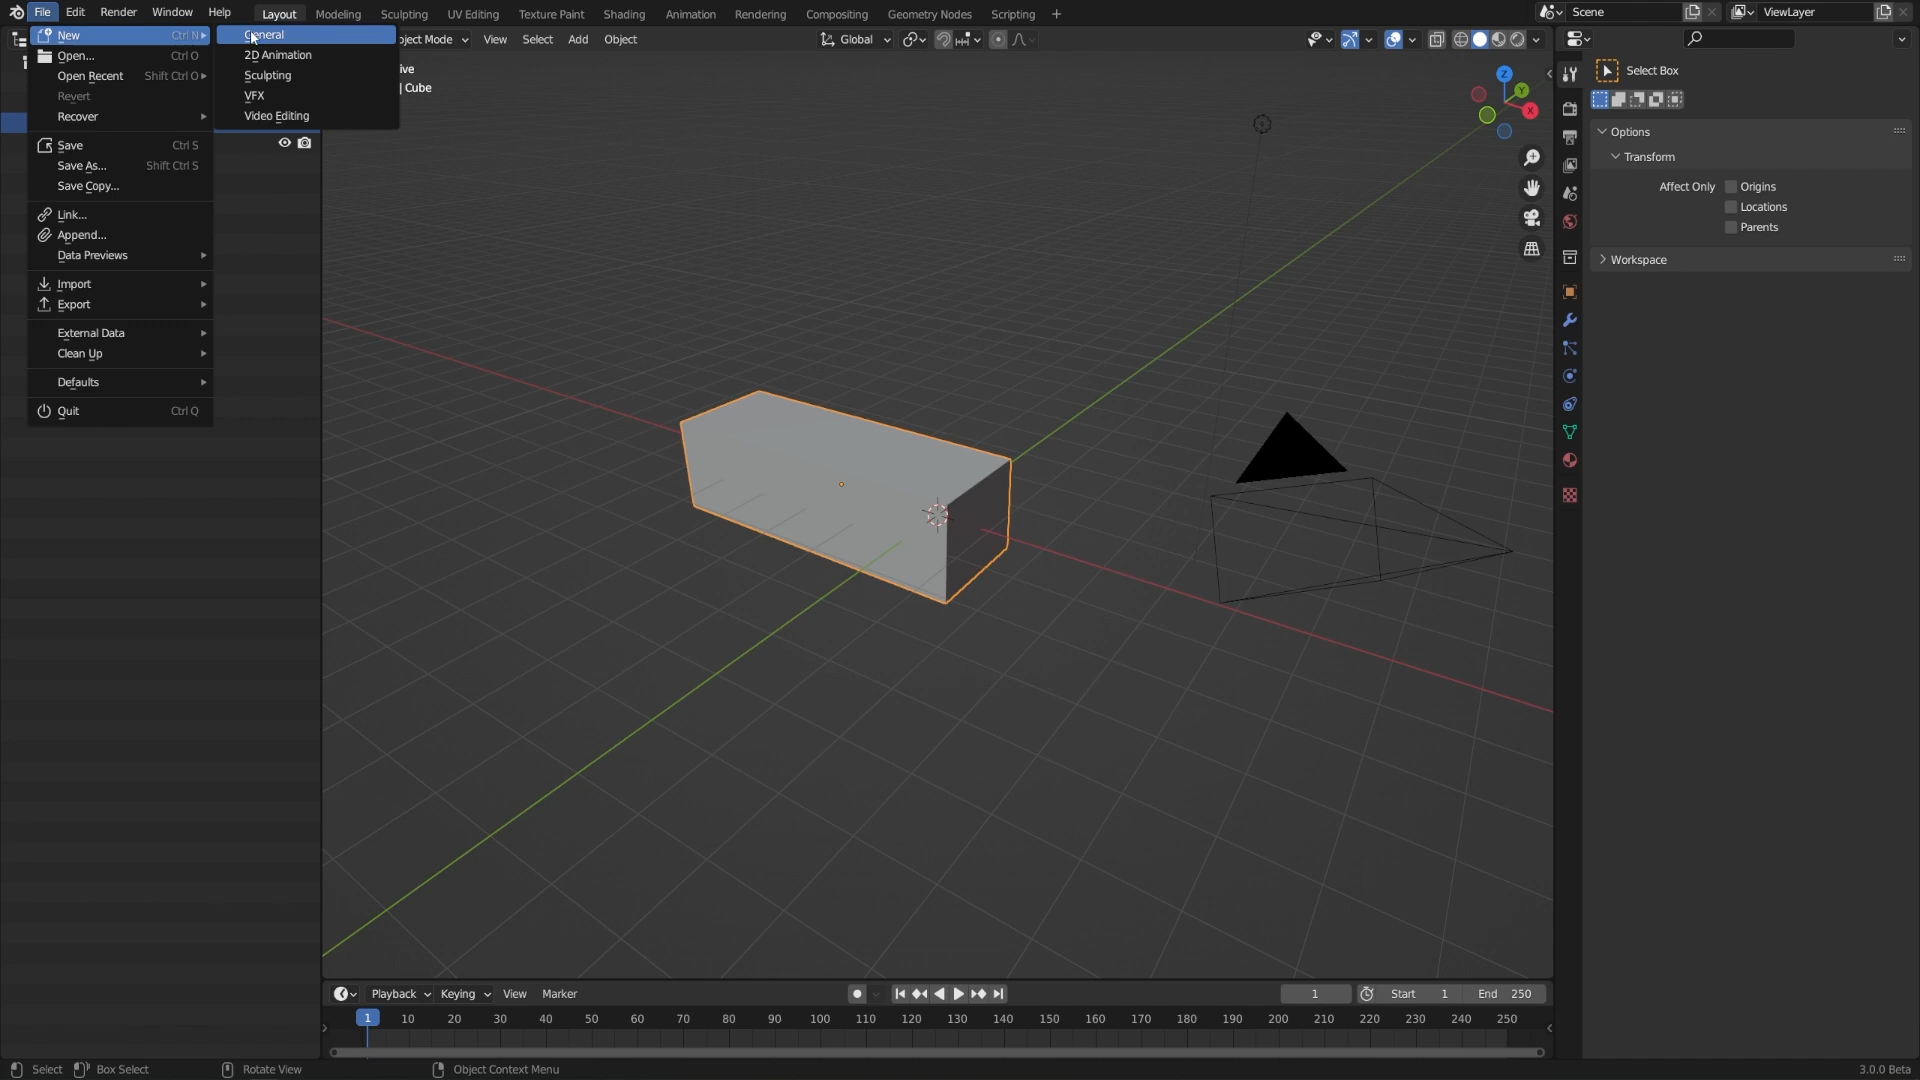 File Edit Render Window Help Layout Modeling Sculpting UV Editing Texture Paint Shading Animation Rendering Compositing Geometry Nodes Scripting + Scene ViewLayer
New Ctrl N
General
Open... Ctrl O
2D Animation
Open Recent Shift Ctrl O
Sculpting
Revert
VFX
Recover
Video Editing
Save Ctrl S
Save As... Shift Ctrl S
Save Copy...
Link...
Append...
Data Previews
Import
Export
External Data
Clean Up
Defaults
Quit Ctrl Q
ject Mode View Select Add Object Global
ive
| Cube
Z
Y
X
Select Box
Options
Transform
Affect Only Origins
Locations
Parents
Workspace
Playback Keying View Marker 1 Start 1 End 250
1 10 20 30 40 50 60 70 80 90 100 110 120 130 140 150 160 170 180 190 200 210 220 230 240 250
Select Box Select Rotate View Object Context Menu 3.0.0 Beta